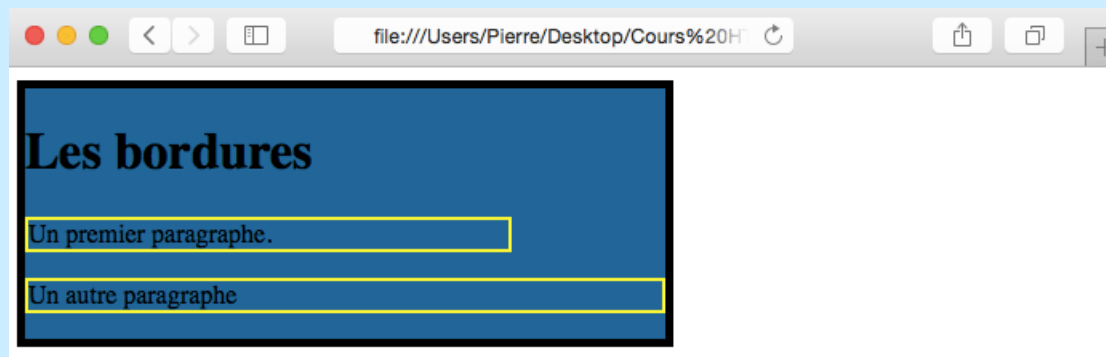 file:///Users/Pierre/Desktop/Cours%20H
Les bordures
Un premier paragraphe.
Un autre paragraphe